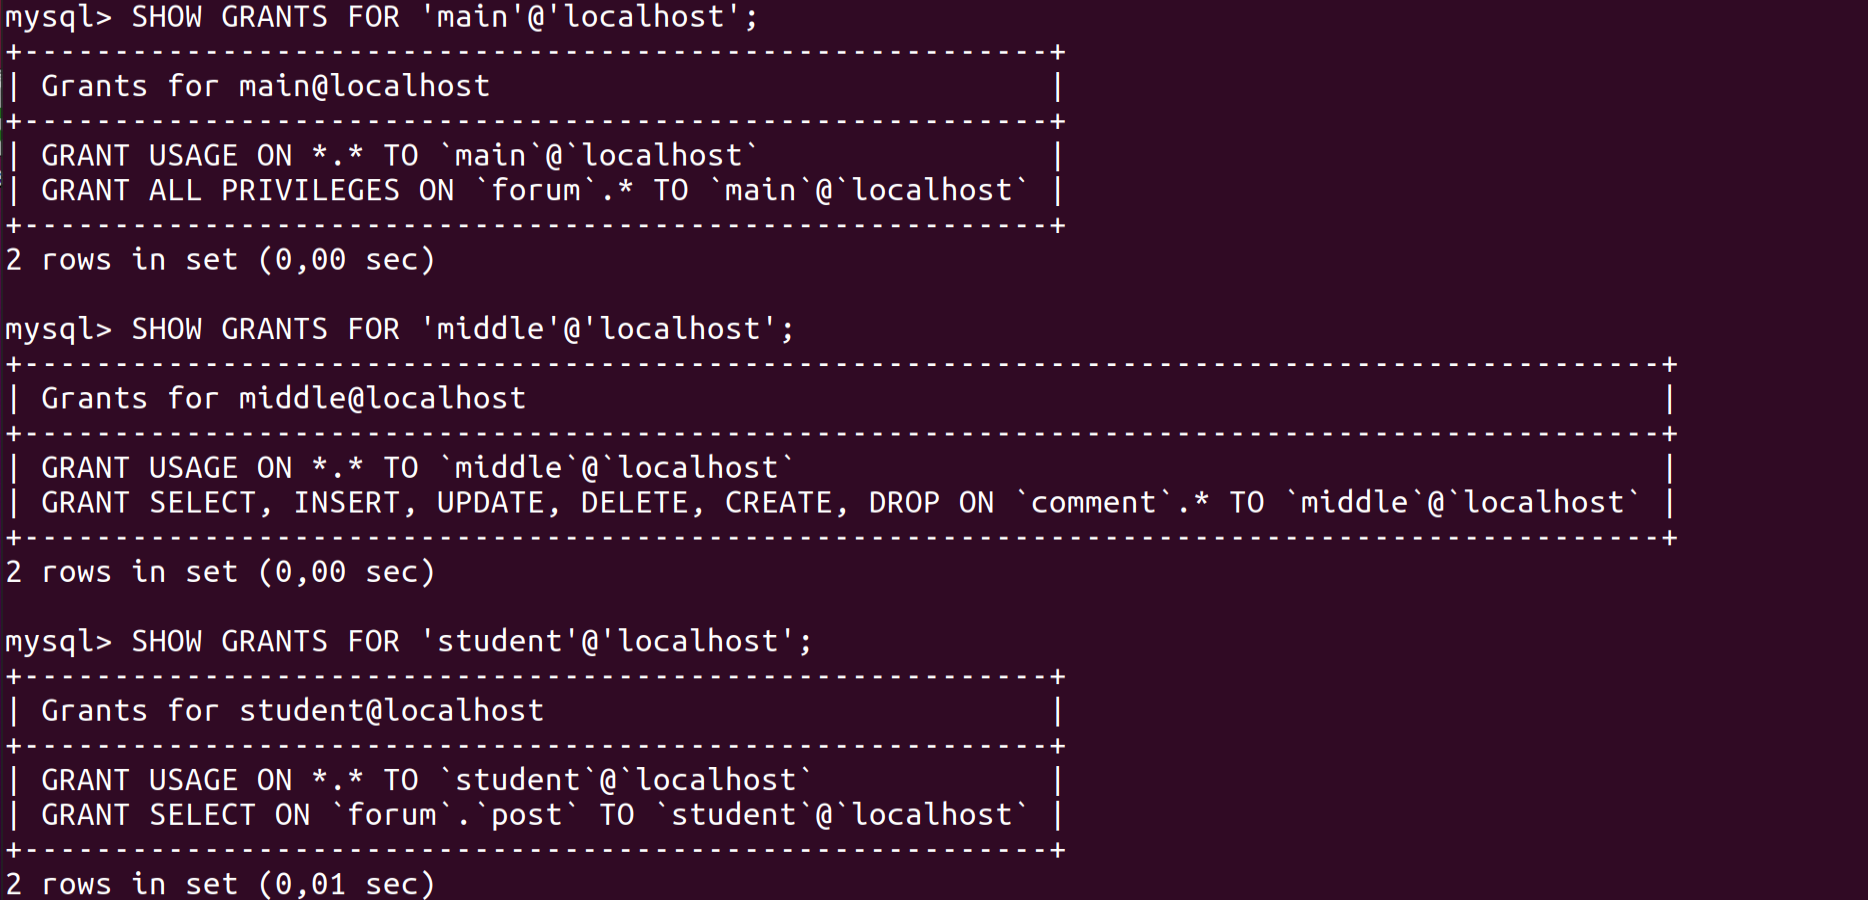 mysql> SHOW GRANTS FOR 'main'@'localhost';
+---------------------------------------------------------+
| Grants for main@localhost                               |
+---------------------------------------------------------+
| GRANT USAGE ON *.* TO `main`@`localhost`                |
| GRANT ALL PRIVILEGES ON `forum`.* TO `main`@`localhost` |
+---------------------------------------------------------+
2 rows in set (0,00 sec)

mysql> SHOW GRANTS FOR 'middle'@'localhost';
+-------------------------------------------------------------------------------------------+
| Grants for middle@localhost                                                               |
+-------------------------------------------------------------------------------------------+
| GRANT USAGE ON *.* TO `middle`@`localhost`                                                |
| GRANT SELECT, INSERT, UPDATE, DELETE, CREATE, DROP ON `comment`.* TO `middle`@`localhost` |
+-------------------------------------------------------------------------------------------+
2 rows in set (0,00 sec)

mysql> SHOW GRANTS FOR 'student'@'localhost';
+---------------------------------------------------------+
| Grants for student@localhost                            |
+---------------------------------------------------------+
| GRANT USAGE ON *.* TO `student`@`localhost`             |
| GRANT SELECT ON `forum`.`post` TO `student`@`localhost` |
+---------------------------------------------------------+
2 rows in set (0,01 sec)